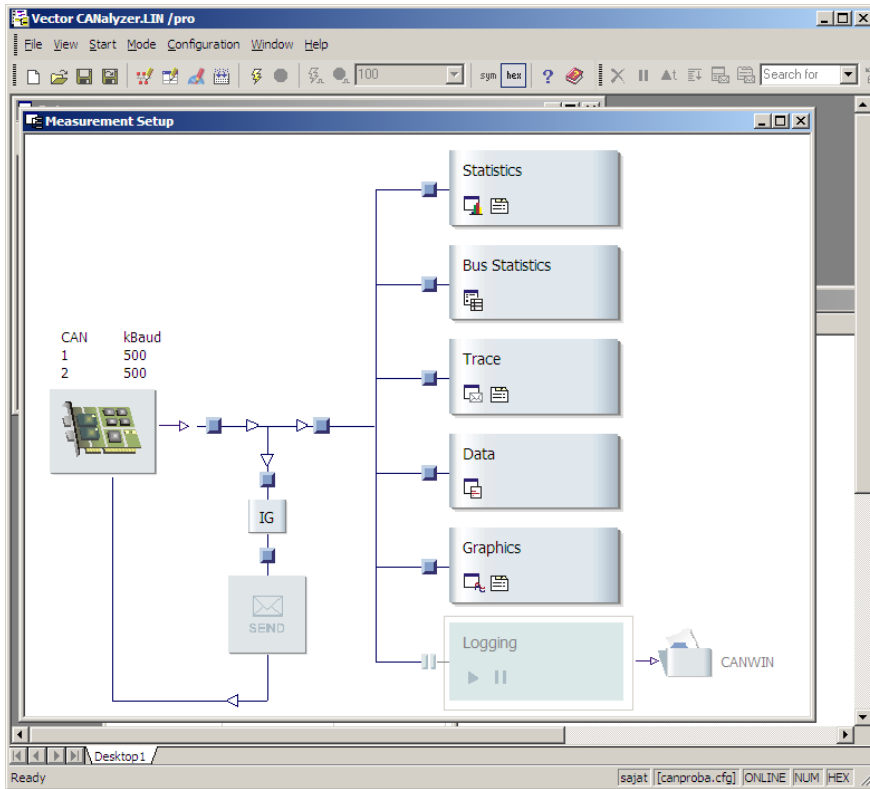 Vector CANalyzer.LIN /pro
File View Start Mode Configuration Window Help
100 sym hex ? Search for
Measurement Setup
Statistics
Bus Statistics
CAN kBaud
1 500
2 500
Trace
Data
IG
Graphics
SEND
Logging
CANWIN
Desktop1
Ready sajat [canproba.cfg] ONLINE NUM HEX